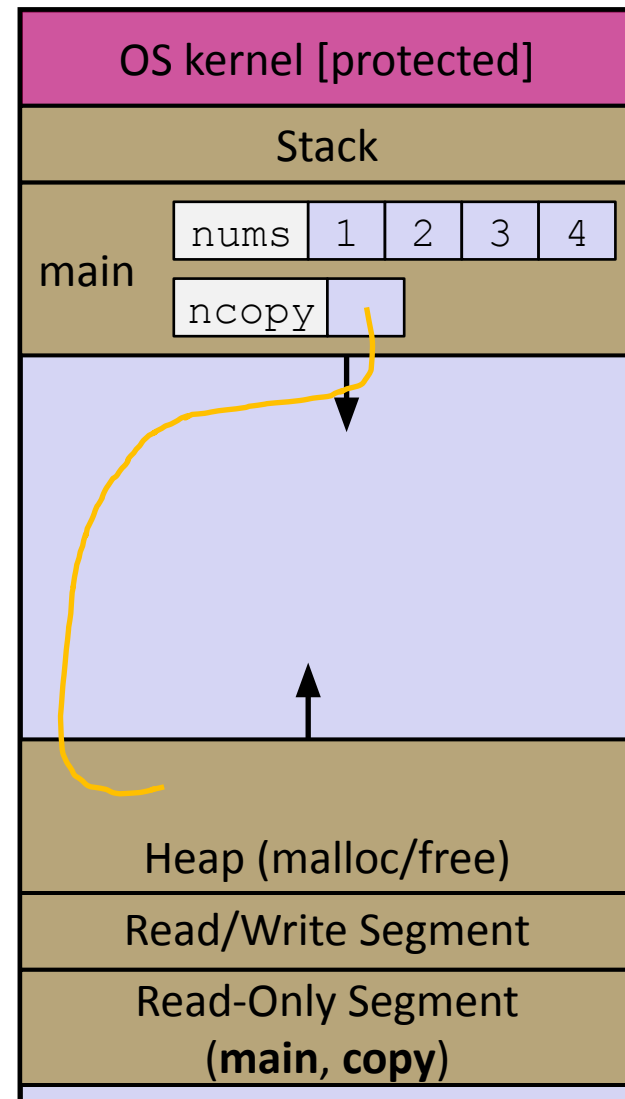 OS kernel [protected]
Stack
main
nums 1 2 3 4
ncopy
Heap (malloc/free)
Read/Write Segment
Read-Only Segment
(main, copy)